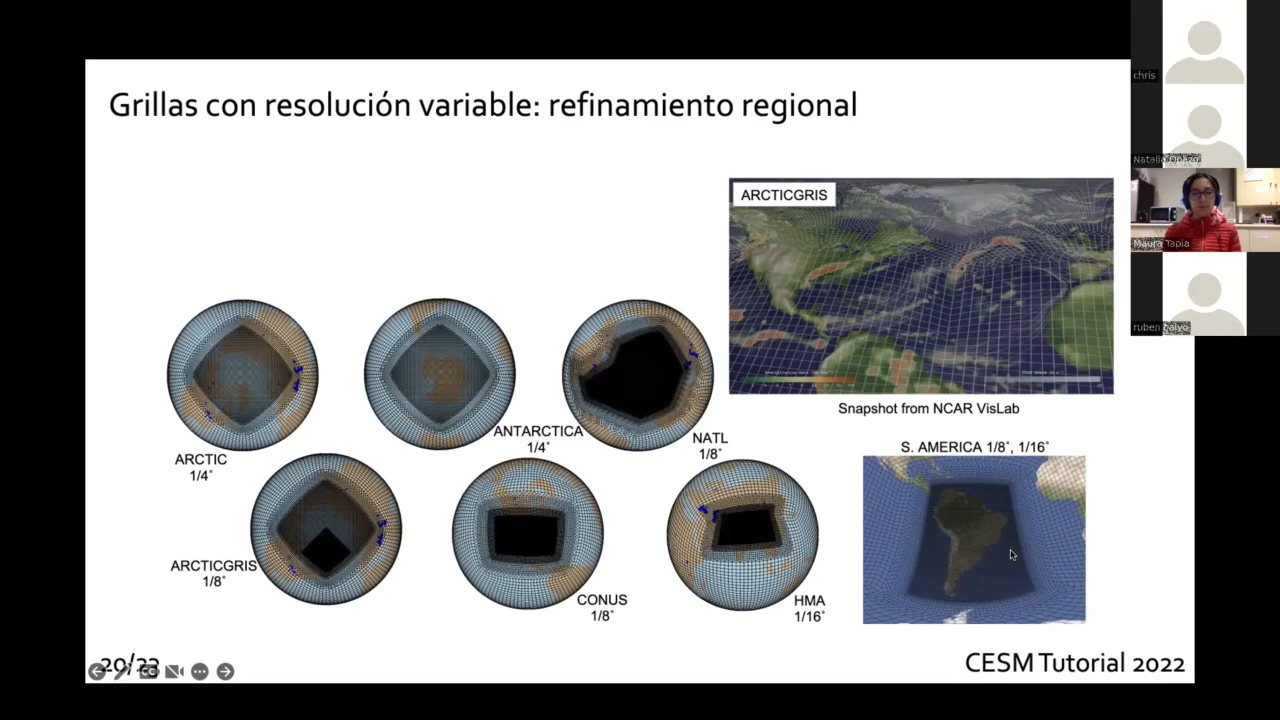 Grillas con resolución variable: refinamiento regional
ARCTICGRIS
Snapshot from NCAR VisLab
ARCTIC
1/4°
ANTARCTICA
1/4°
NATL
1/8°
S. AMERICA 1/8°, 1/16°
ARCTICGRIS
1/8°
CONUS
1/8°
HMA
1/16°
20/23
CESM Tutorial 2022
chris
Natalia
Maura Tapia
ruben